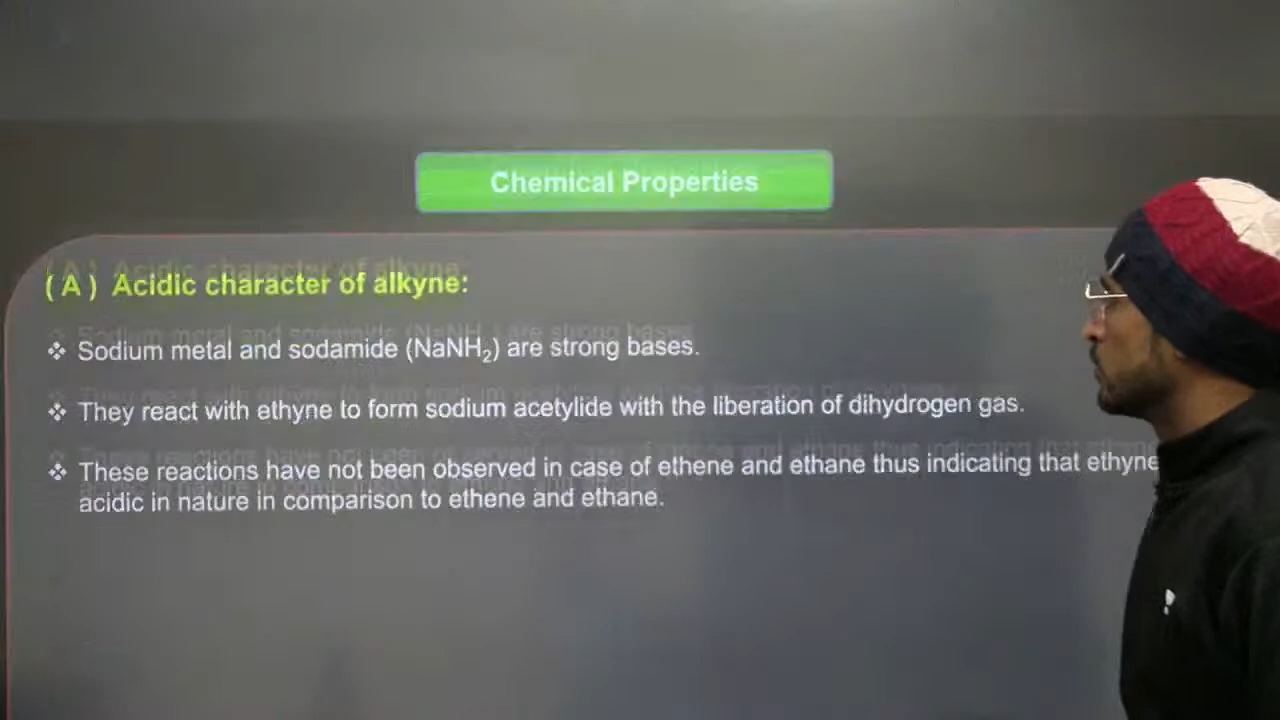 Chemical Properties
( A ) Acidic character of alkyne:
❖ Sodium metal and sodamide (NaNH₂) are strong bases.
❖ They react with ethyne to form sodium acetylide with the liberation of dihydrogen gas.
❖ These reactions have not been observed in case of ethene and ethane thus indicating that ethyne
acidic in nature in comparison to ethene and ethane.